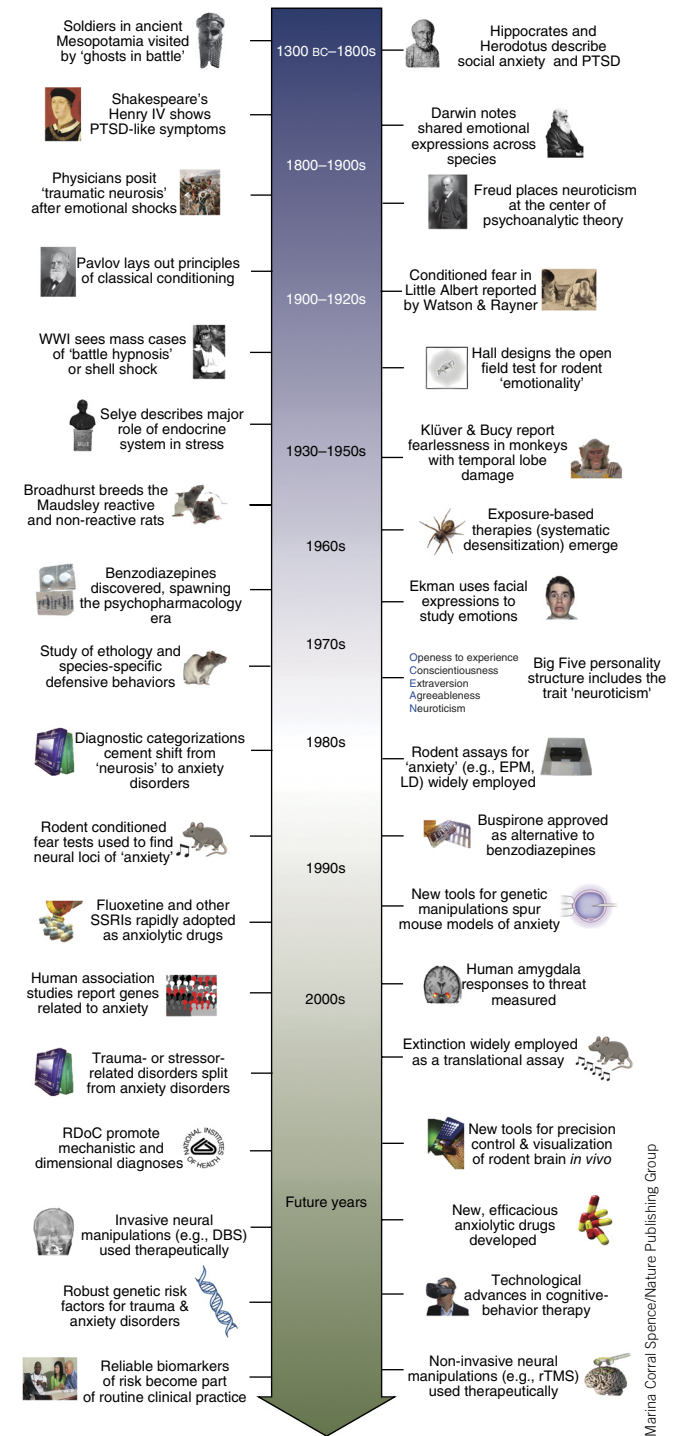 Soldiers in ancient
Mesopotamia visited
by ‘ghosts in battle’
1300 BC–1800s
Hippocrates and
Herodotus describe
social anxiety and PTSD
Shakespeare’s
Henry IV shows
PTSD-like symptoms
Darwin notes
shared emotional
expressions across
species
1800–1900s
Physicians posit
‘traumatic neurosis’
after emotional shocks
Freud places neuroticism
at the center of
psychoanalytic theory
Pavlov lays out principles
of classical conditioning
Conditioned fear in
Little Albert reported
by Watson & Rayner
1900–1920s
WWI sees mass cases
of ‘battle hypnosis’
or shell shock
Hall designs the open
field test for rodent
‘emotionality’
Selye describes major
role of endocrine
system in stress
1930–1950s
Klüver & Bucy report
fearlessness in monkeys
with temporal lobe
damage
Broadhurst breeds the
Maudsley reactive
and non-reactive rats
Exposure-based
therapies (systematic
desensitization) emerge
1960s
Benzodiazepines
discovered, spawning
the psychopharmacology
era
Ekman uses facial
expressions to
study emotions
1970s
Study of ethology and
species-specific
defensive behaviors
Openess to experience
Conscientiousness
Extraversion
Agreeableness
Neuroticism
Big Five personality
structure includes the
trait 'neuroticism'
1980s
Diagnostic categorizations
cement shift from
‘neurosis’ to anxiety
disorders
Rodent assays for
‘anxiety’ (e.g., EPM,
LD) widely employed
Rodent conditioned
fear tests used to find
neural loci of ‘anxiety’
Buspirone approved
as alternative to
benzodiazepines
1990s
Fluoxetine and other
SSRIs rapidly adopted
as anxiolytic drugs
New tools for genetic
manipulations spur
mouse models of anxiety
Human association
studies report genes
related to anxiety
2000s
Human amygdala
responses to threat
measured
Extinction widely employed
as a translational assay
Trauma- or stressor-
related disorders split
from anxiety disorders
RDoC promote
mechanistic and
dimensional diagnoses
NATIONAL INSTITUTES
OF HEALTH
New tools for precision
control & visualization
of rodent brain in vivo
Future years
Invasive neural
manipulations (e.g., DBS)
used therapeutically
New, efficacious
anxiolytic drugs
developed
Robust genetic risk
factors for trauma &
anxiety disorders
Technological
advances in cognitive-
behavior therapy
Reliable biomarkers
of risk become part
of routine clinical practice
Non-invasive neural
manipulations (e.g., rTMS)
used therapeutically
Marina Corral Spence/Nature Publishing Group